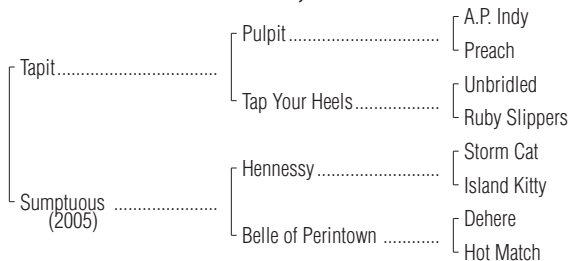 A.P. Indy
Pulpit
Preach
Tapit
Unbridled
Tap Your Heels
Ruby Slippers
Storm Cat
Hennessy
Island Kitty
Sumptuous
(2005)
Dehere
Belle of Perintown
Hot Match